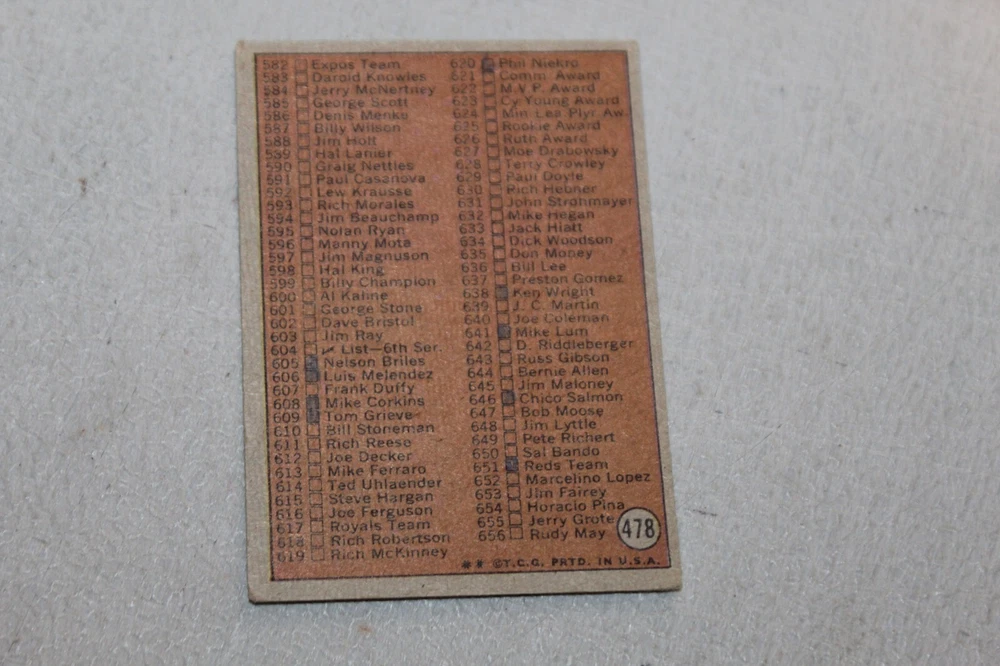 582 Expos Team
583 Darold Knowles
584 Jerry McNertney
585 George Scott
586 Denis Menke
587 Billy Wilson
588 Jim Holt
589 Hal Lanier
590 Graig Nettles
591 Paul Casanova
592 Lew Krausse
593 Rich Morales
594 Jim Beauchamp
595 Nolan Ryan
596 Manny Mota
597 Jim Magnuson
598 Hal King
599 Billy Champion
600 Al Kaline
601 George Stone
602 Dave Bristol
603 Jim Ray
604 ✓ List—6th Ser.
605 Nelson Briles
606 Luis Melendez
607 Frank Duffy
608 Mike Corkins
609 Tom Grieve
610 Bill Stoneman
611 Rich Reese
612 Joe Decker
613 Mike Ferraro
614 Ted Uhlaender
615 Steve Hargan
616 Joe Ferguson
617 Royals Team
618 Rich Robertson
619 Rich McKinney
620 Phil Niekro
621 Comm. Award
622 M.V.P. Award
623 Cy Young Award
624 Min. Lea Plyr Aw.
625 Rookie Award
626 Ruth Award
627 Moe Drabowsky
628 Terry Crowley
629 Paul Doyle
630 Rich Hebner
631 John Strohmayer
632 Mike Hegan
633 Jack Hiatt
634 Dick Woodson
635 Don Money
636 Bill Lee
637 Preston Gomez
638 Ken Wright
639 J. C. Martin
640 Joe Coleman
641 Mike Lum
642 D. Riddleberger
643 Russ Gibson
644 Bernie Allen
645 Jim Maloney
646 Chico Salmon
647 Bob Moose
648 Jim Lyttle
649 Pete Richert
650 Sal Bando
651 Reds Team
652 Marcelino Lopez
653 Jim Fairey
654 Horacio Pina
655 Jerry Grote
656 Rudy May
478
©T.C.G. PRTD. IN U.S.A.